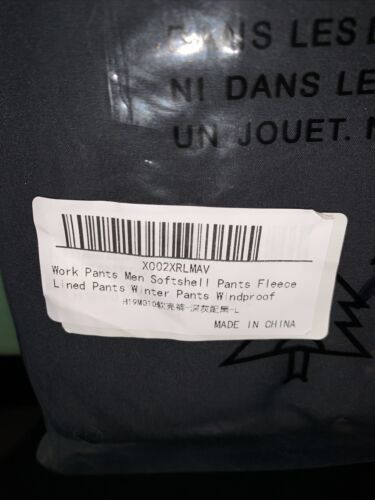 DANS LES
NI DANS LE
UN JOUET.
X002XRLMAV
Work Pants Men Softshell Pants Fleece
Lined Pants Winter Pants Windproof
H19M010软壳裤-深灰配黑-L
MADE IN CHINA